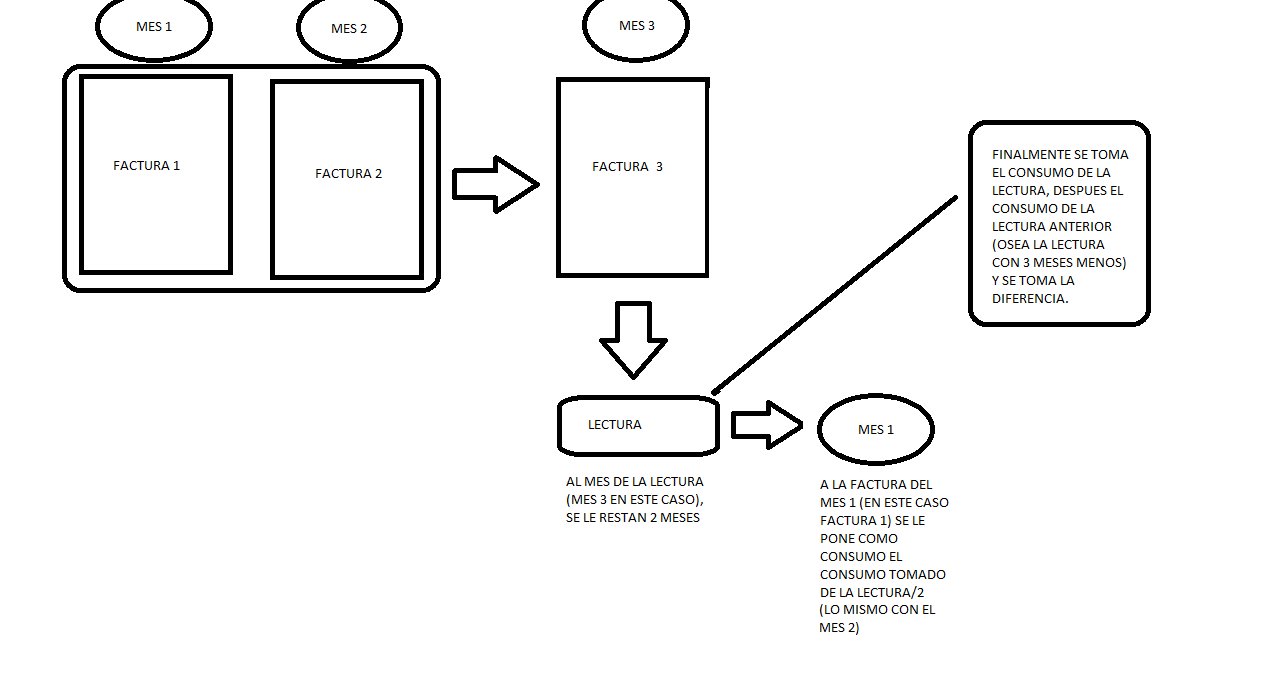 MES 1
MES 2
MES 3
FACTURA 1
FACTURA 2
FACTURA 3
FINALMENTE SE TOMA
EL CONSUMO DE LA
LECTURA, DESPUES EL
CONSUMO DE LA
LECTURA ANTERIOR
(OSEA LA LECTURA
CON 3 MESES MENOS)
Y SE TOMA LA
DIFERENCIA.
LECTURA
MES 1
AL MES DE LA LECTURA
(MES 3 EN ESTE CASO),
SE LE RESTAN 2 MESES
A LA FACTURA DEL
MES 1 (EN ESTE CASO
FACTURA 1) SE LE
PONE COMO
CONSUMO EL
CONSUMO TOMADO
DE LA LECTURA/2
(LO MISMO CON EL
MES 2)